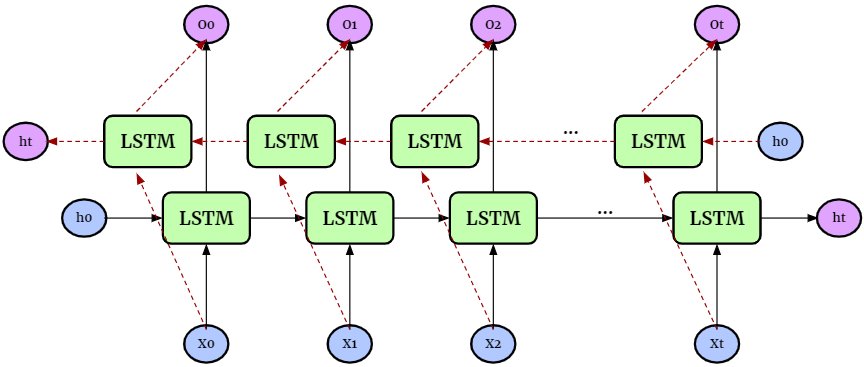 O0 O1 O2 Ot
ht LSTM LSTM LSTM ... LSTM h0
h0 LSTM LSTM LSTM ... LSTM ht
X0 X1 X2 Xt